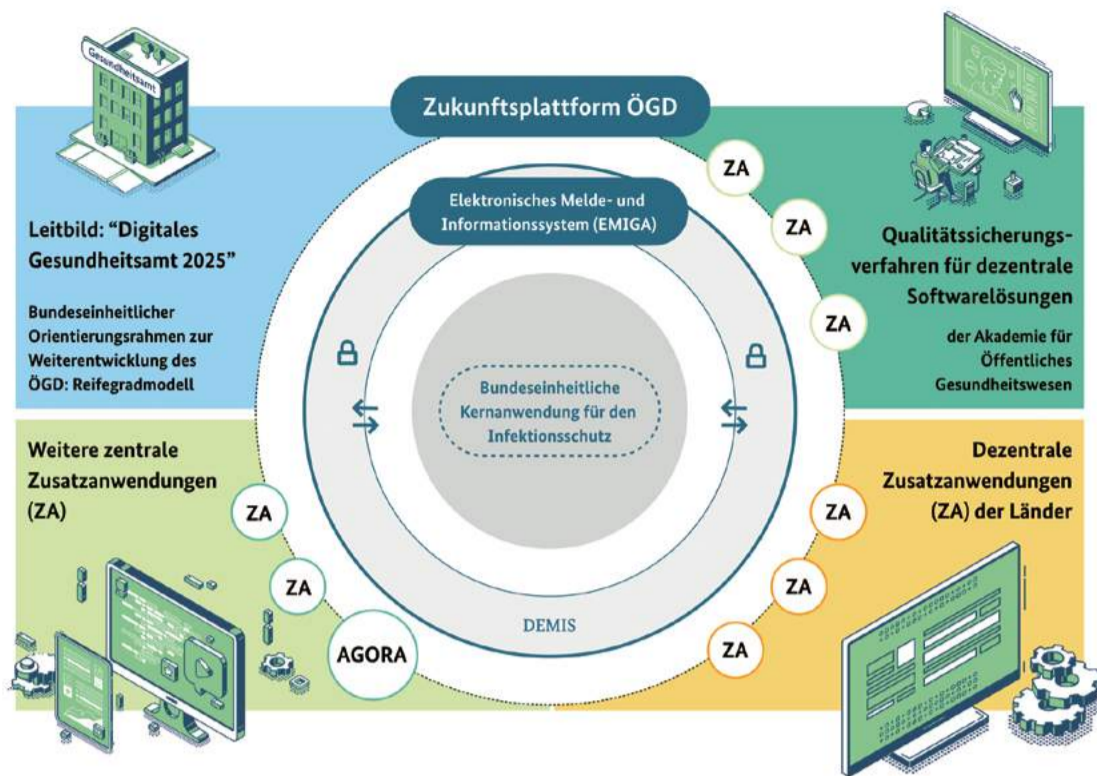 Gesundheitsamt
Zukunftsplattform ÖGD
Elektronisches Melde- und
Informationssystem (EMIGA)
Leitbild: “Digitales
Gesundheitsamt 2025”
Bundeseinheitlicher
Orientierungsrahmen zur
Weiterentwicklung des
ÖGD: Reifegradmodell
ZA
ZA
ZA
Qualitätssicherungs-
verfahren für dezentrale
Softwarelösungen
der Akademie für
Öffentliches
Gesundheitswesen
Bundeseinheitliche
Kernanwendung für den
Infektionsschutz
Weitere zentrale
Zusatzanwendungen
(ZA)
ZA
ZA
AGORA
DEMIS
Dezentrale
Zusatzanwendungen
(ZA) der Länder
ZA
ZA
ZA